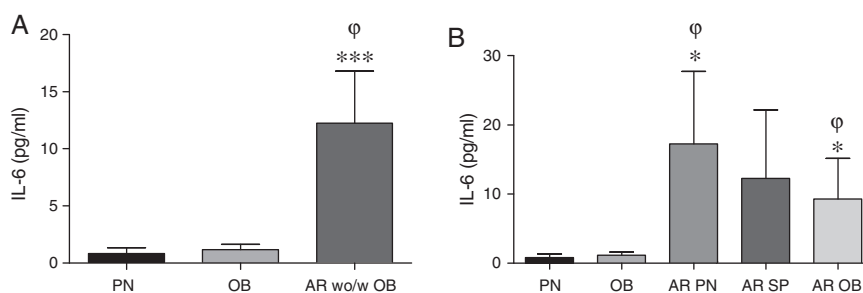 A
IL-6 (pg/ml)
20
15
10
5
0
φ
***
PN
OB
AR wo/w OB
B
IL-6 (pg/ml)
30
20
10
0
φ
*
φ
*
PN
OB
AR PN
AR SP
AR OB